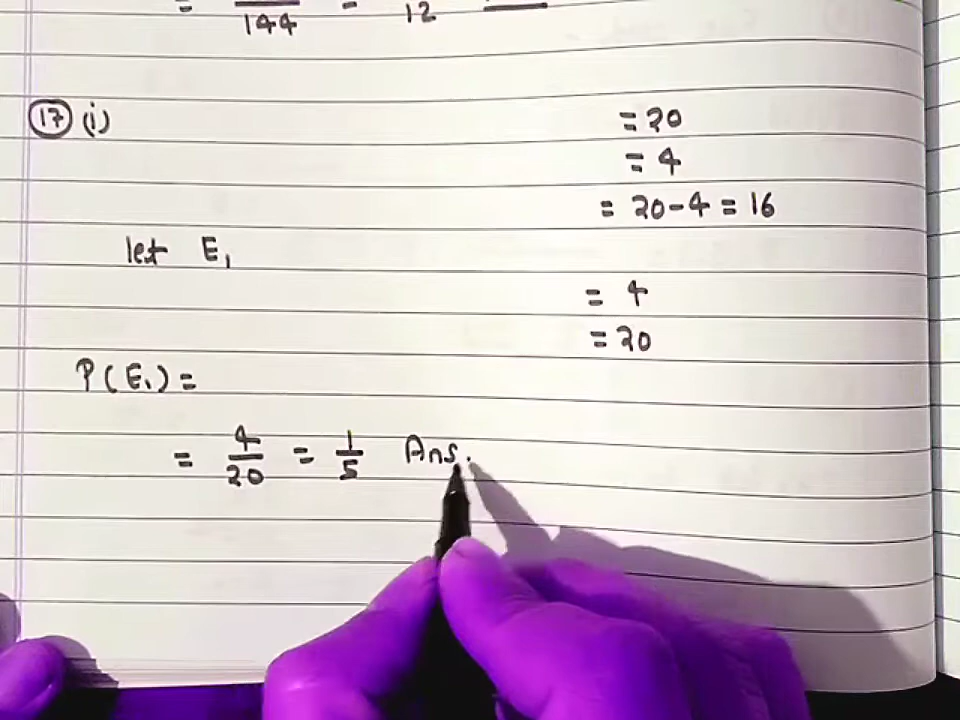 = 144 = 12
17 (i) = 20
= 4
= 20-4 = 16
let E1
= 4
= 20
P(E1) =
= 4/20 = 1/5 Ans.